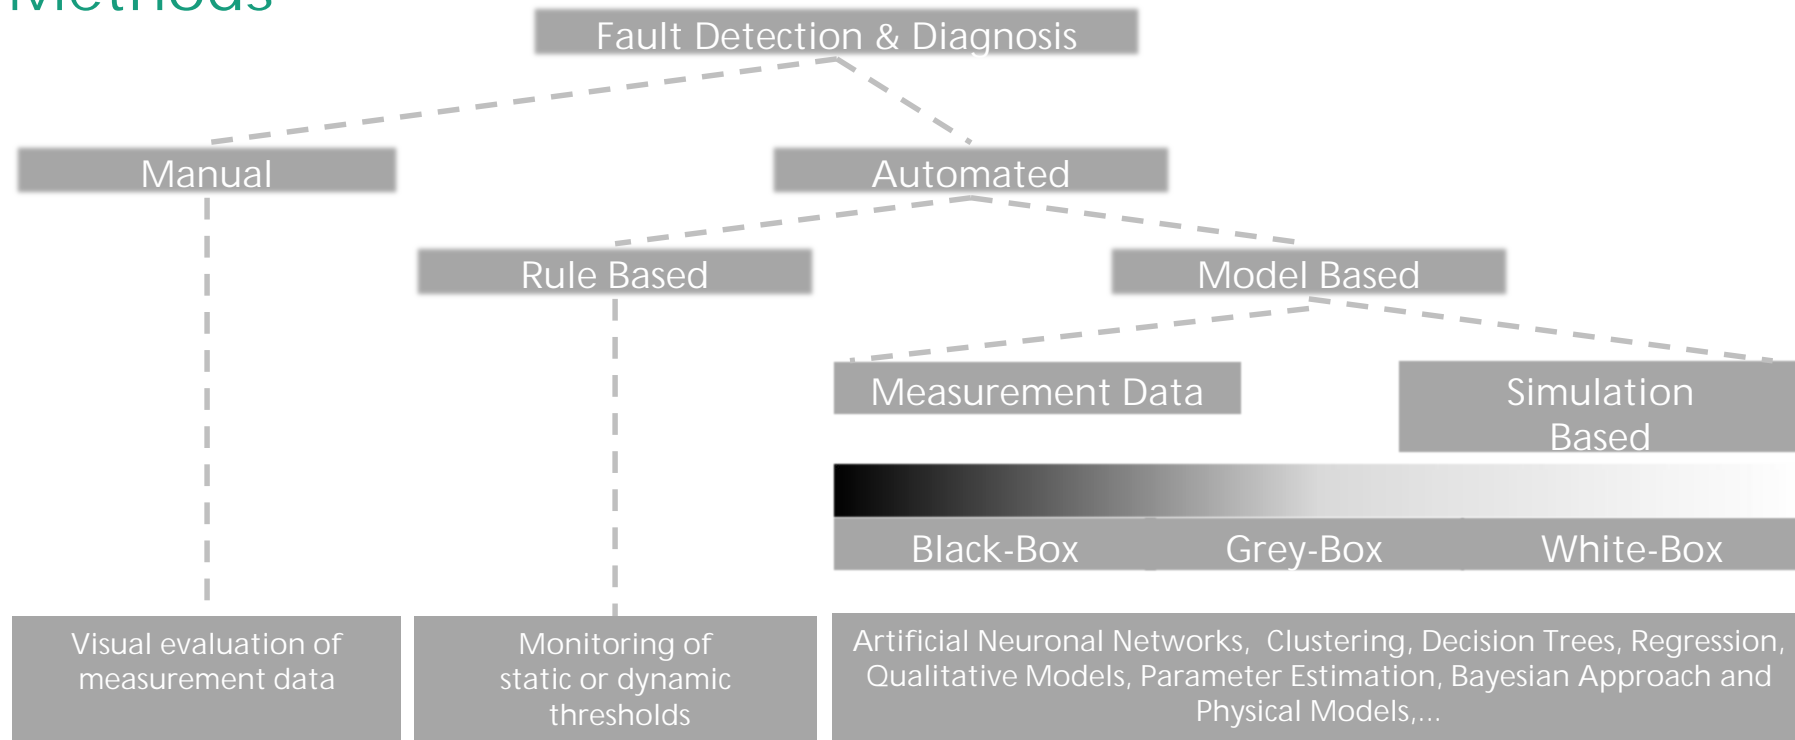 Methods
Fault Detection & Diagnosis
Manual
Automated
Rule Based
Model Based
Measurement Data
Simulation
Based
Black-Box
Grey-Box
White-Box
Visual evaluation of
measurement data
Monitoring of
static or dynamic
thresholds
Artificial Neuronal Networks,  Clustering, Decision Trees, Regression,
Qualitative Models, Parameter Estimation, Bayesian Approach and
Physical Models,...